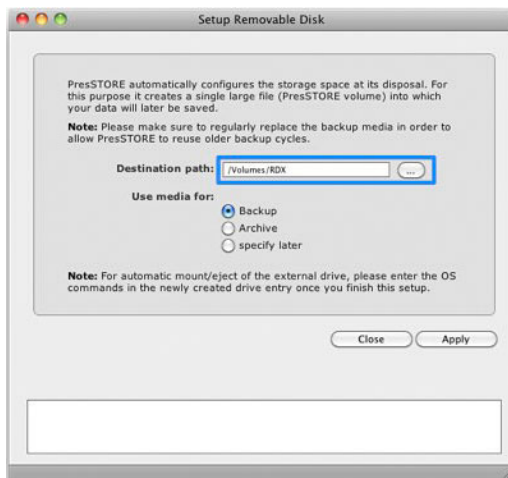 Setup Removable Disk
PresSTORE automatically configures the storage space at its disposal. For
this purpose it creates a single large file (PresSTORE volume) into which
your data will later be saved.
Note: Please make sure to regularly replace the backup media in order to
allow PresSTORE to reuse older backup cycles.
Destination path: /Volumes/RDX ...
Use media for:
Backup
Archive
specify later
Note: For automatic mount/eject of the external drive, please enter the OS
commands in the newly created drive entry once you finish this setup.
Close Apply